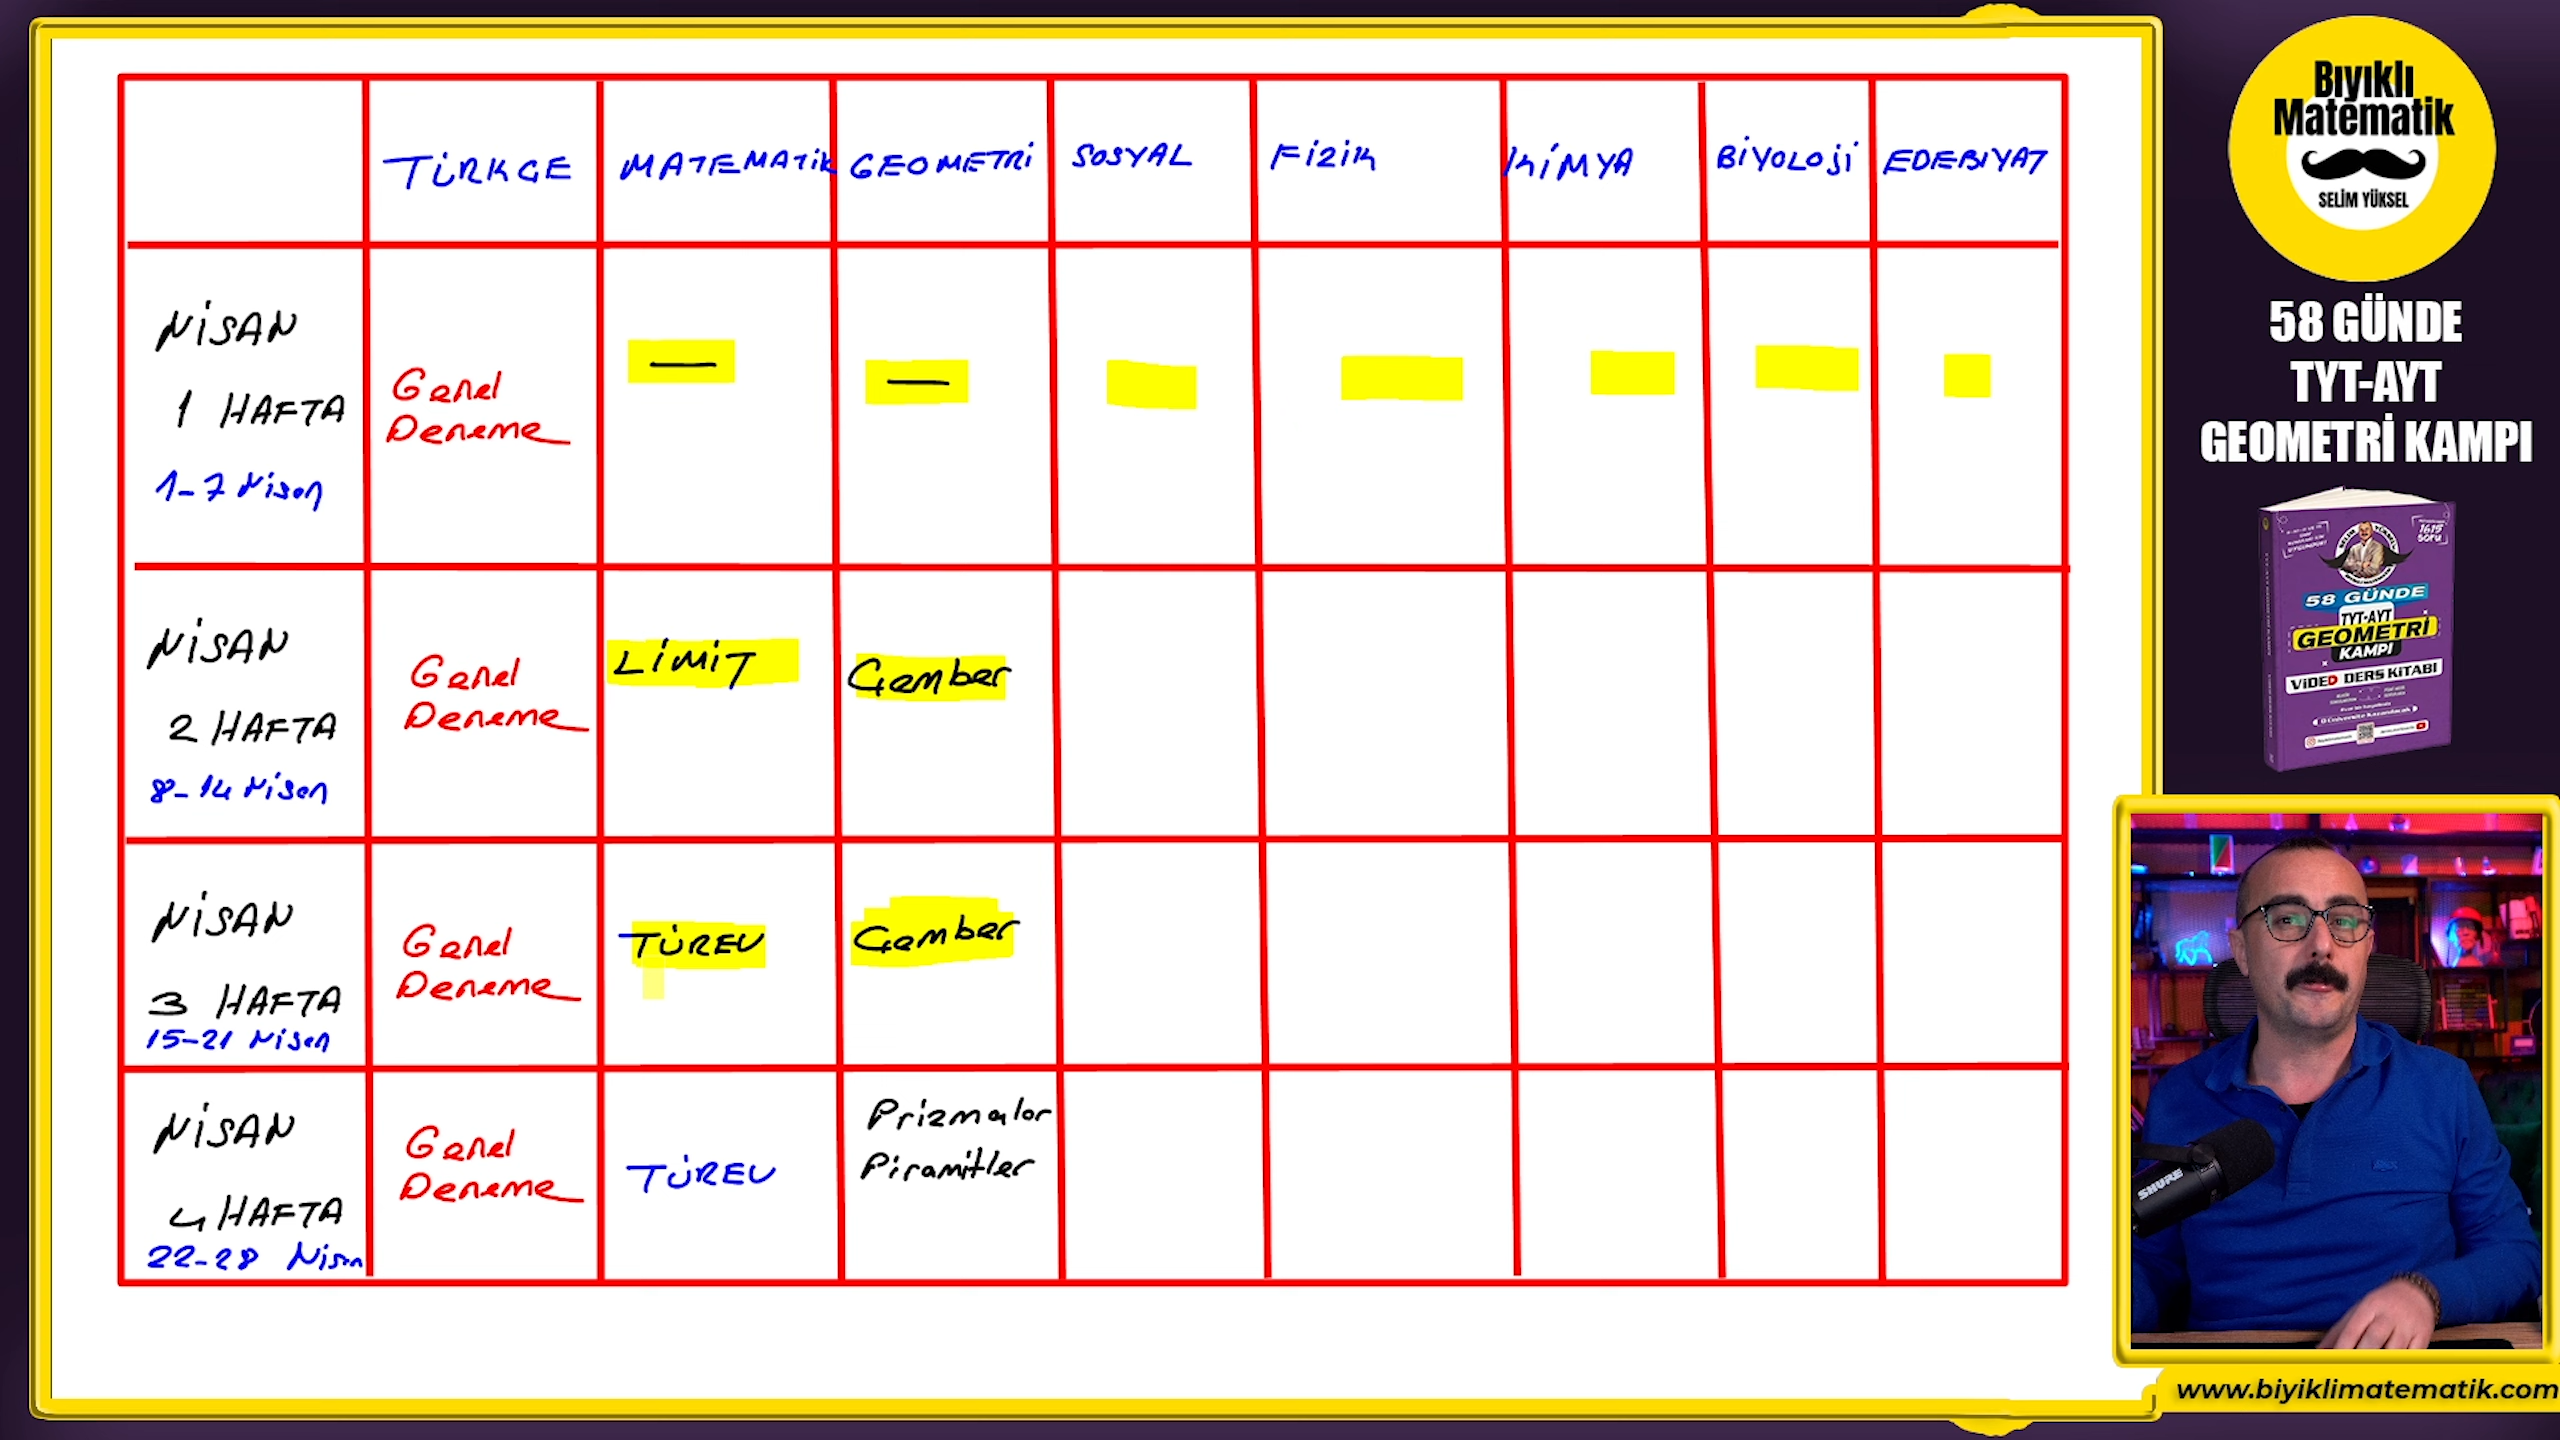 TÜRKÇE MATEMATİK GEOMETRİ SOSYAL FİZİK KİMYA BİYOLOJİ EDEBİYAT
NİSAN
1 HAFTA
1-7 Nisan
Genel
Deneme
—
—
NİSAN
2 HAFTA
8-14 Nisan
Genel
Deneme
LİMİT
Çember
NİSAN
3 HAFTA
15-21 Nisan
Genel
Deneme
TÜREV
Çember
NİSAN
4 HAFTA
22-28 Nisan
Genel
Deneme
TÜREV
Prizmalar
Piramitler
Bıyıklı
Matematik
SELİM YÜKSEL
58 GÜNDE
TYT-AYT
GEOMETRİ KAMPI
1615
SORU
58 GÜNDE
TYT-AYT
GEOMETRİ
KAMPI
VİDEO DERS KİTABI
SHURE
www.biyiklimatematik.com